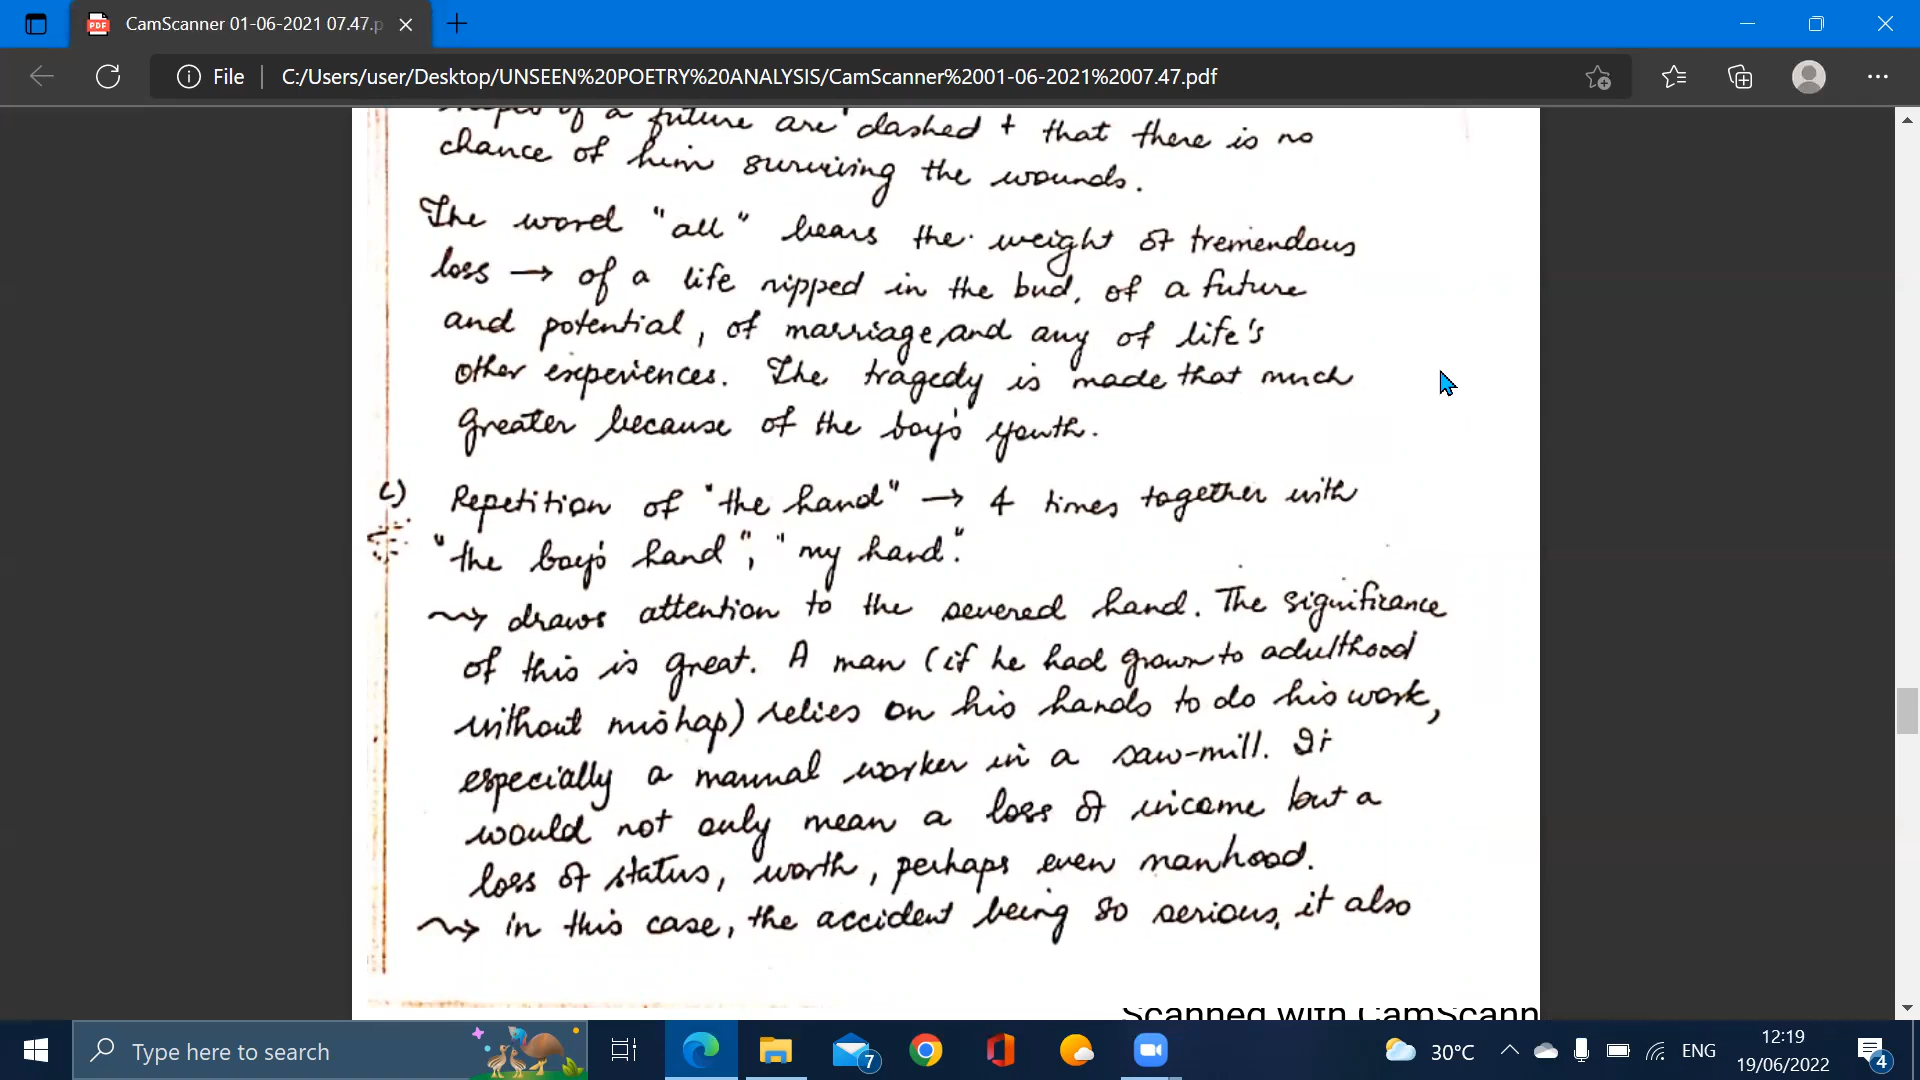 CamScanner 01-06-2021 07.47.p
File
C:/Users/user/Desktop/UNSEEN%20POETRY%20ANALYSIS/CamScanner%2001-06-2021%2007.47.pdf
of a future are dashed + that there is no
chance of him surviving the wounds.
The word "all" bears the weight of tremendous
loss → of a life nipped in the bud, of a future
and potential, of marriage, and any of life's
other experiences. The tragedy is made that much
greater because of the boy's youth.
c) Repetition of "the hand" → 4 times together with
"the boy's hand", "my hand".
⇝ draws attention to the severed hand. The significance
of this is great. A man (if he had grown to adulthood
without mishap) relies on his hands to do his work,
especially a manual worker in a saw-mill. It
would not only mean a loss of income but a
loss of status, worth, perhaps even manhood.
⇝ in this case, the accident being so serious, it also
Scanned with CamScann
Type here to search
7
30°C
ENG
12:19
19/06/2022
4